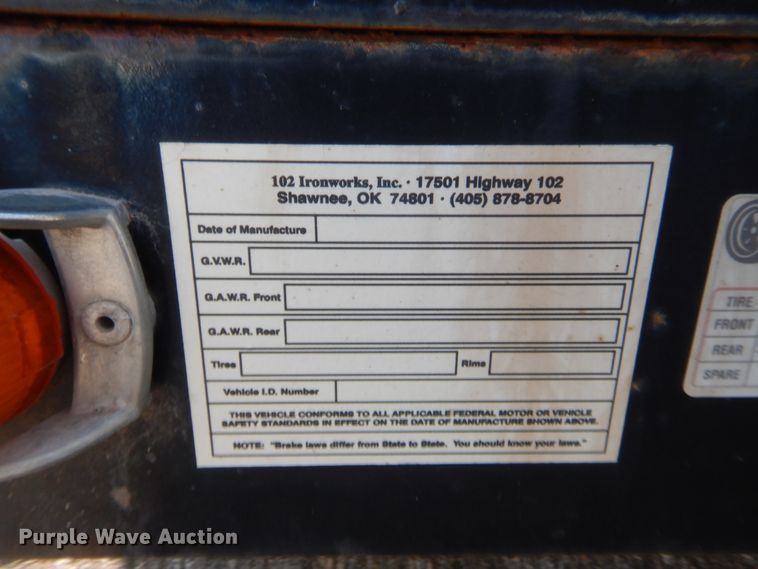 102 Ironworks, Inc. · 17501 Highway 102
Shawnee, OK 74801 · (405) 878-8704
Date of Manufacture
G.V.W.R.
G.A.W.R. Front
G.A.W.R. Rear
Tires Rims
Vehicle I.D. Number
THIS VEHICLE CONFORMS TO ALL APPLICABLE FEDERAL MOTOR OR VEHICLE
SAFETY STANDARDS IN EFFECT ON THE DATE OF MANUFACTURE SHOWN ABOVE.
NOTE: "Brake laws differ from State to State. You should know your laws."
TIRE
FRONT
REAR
SPARE
Purple Wave Auction